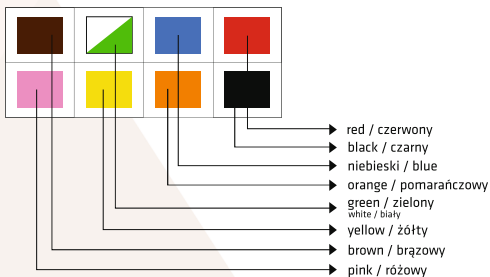 red / czerwony
black / czarny
niebieski / blue
orange / pomarańczowy
green / zielony
white / biały
yellow / żółty
brown / brązowy
pink / różowy